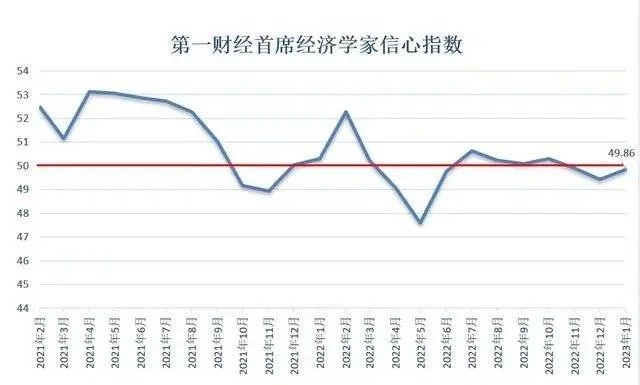 第一财经首席经济学家信心指数
54
53
52
51
50
49
48
47
46
45
44
49.86
2021年2月
2021年3月
2021年4月
2021年5月
2021年6月
2021年7月
2021年8月
2021年9月
2021年10月
2021年11月
2021年12月
2022年1月
2022年2月
2022年3月
2022年4月
2022年5月
2022年6月
2022年7月
2022年8月
2022年9月
2022年10月
2022年11月
2022年12月
2023年1月